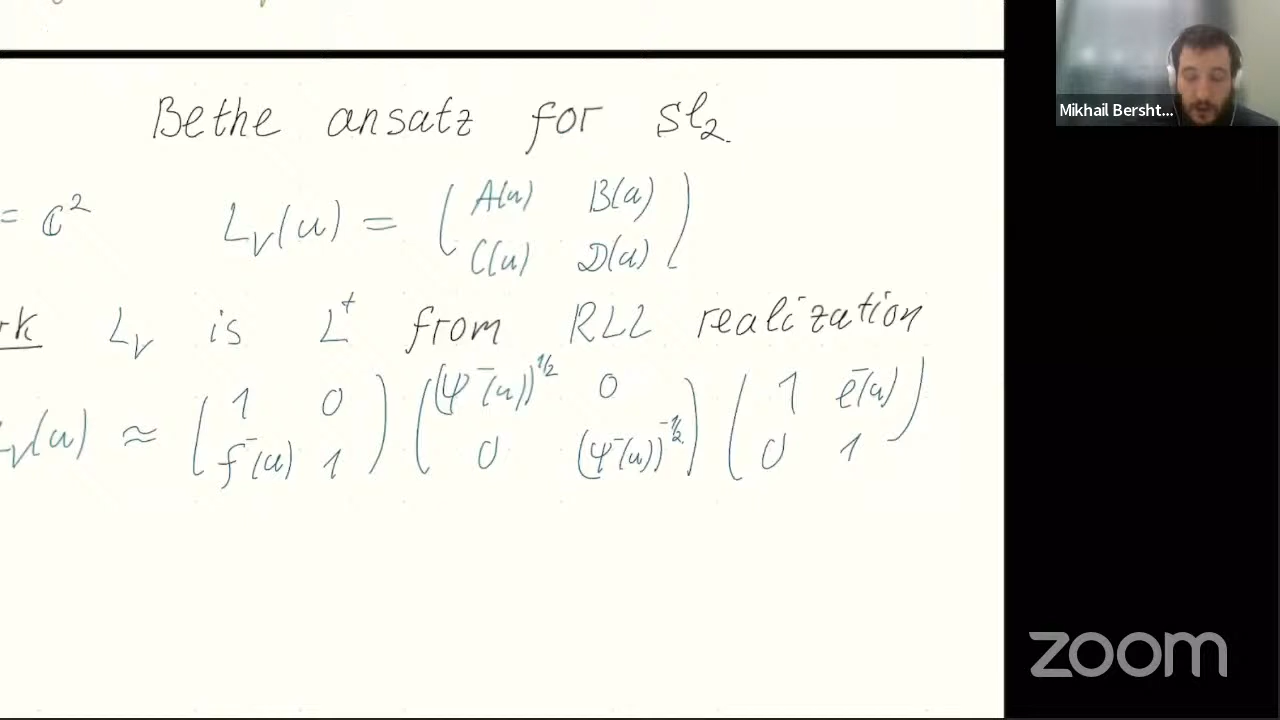 Bethe ansatz for sl₂.
= ℂ² L_V(u) = ( A(u) B(u) C(u) D(u) )
rk L_V is L⁺ from RLL realization
L_V(u) ≈ ( 1 0 f⁻(u) 1 ) ( (ψ⁻(u))^{1/2} 0 0 (ψ⁻(u))^{-1/2} ) ( 1 e⁻(u) 0 1 )
Mikhail Bersht...
zoom